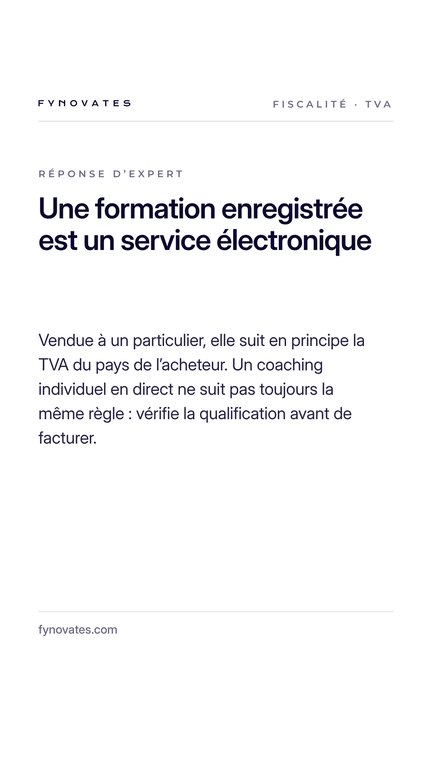 FYNOVATES
FISCALITÉ · TVA
RÉPONSE D’EXPERT
Une formation enregistrée
est un service électronique
Vendue à un particulier, elle suit en principe la
TVA du pays de l’acheteur. Un coaching
individuel en direct ne suit pas toujours la
même règle : vérifie la qualification avant de
facturer.
fynovates.com